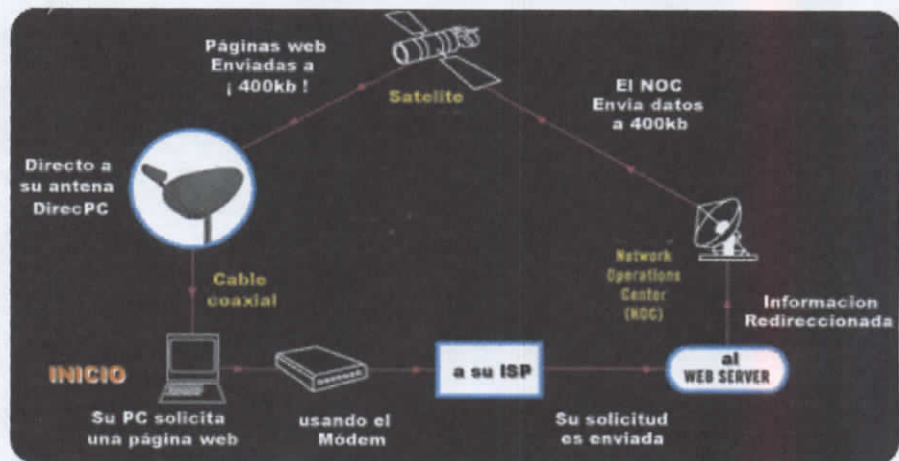 Páginas web
Enviadas a
¡ 400kb !
Satelite
El NOC
Envia datos
a 400kb
Directo a
su antena
DirecPC
Cable
coaxial
Network
Operations
Center
(NOC)
Informacion
Redireccionada
INICIO
a su ISP
al
WEB SERVER
Su PC solicita
una página web
usando el
Módem
Su solicitud
es enviada